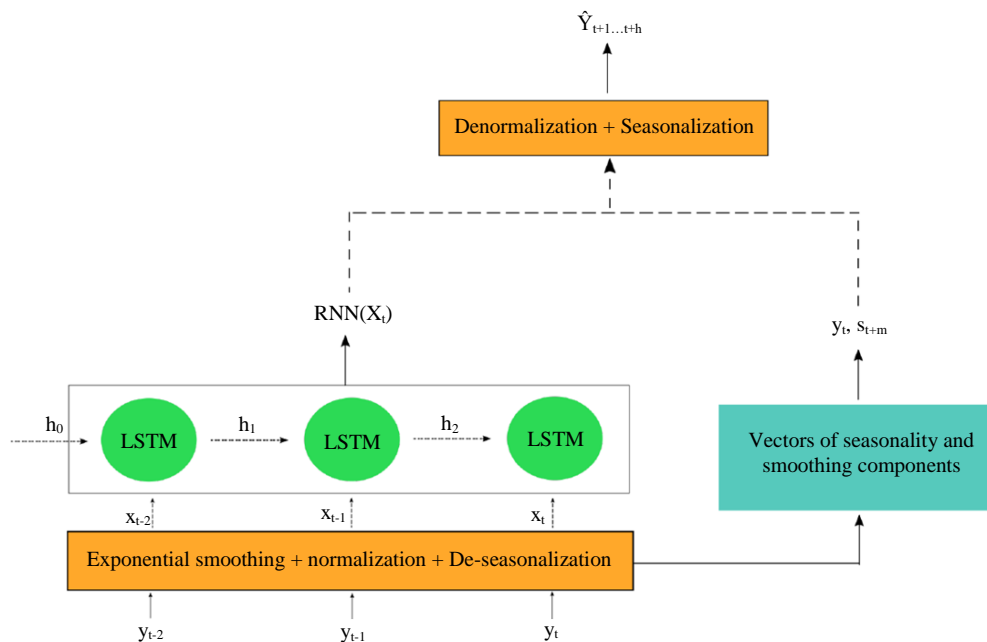 Ŷt+1…t+h
Denormalization + Seasonalization
RNN(Xt)
yt, st+m
h0
LSTM
h1
LSTM
h2
LSTM
Vectors of seasonality and
smoothing components
xt-2
xt-1
xt
Exponential smoothing + normalization + De-seasonalization
yt-2
yt-1
yt